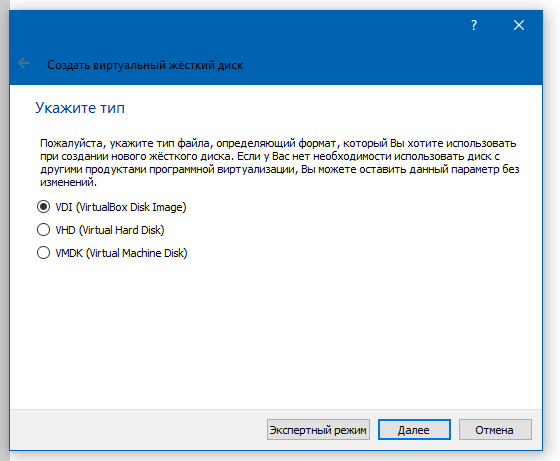 ?
Создать виртуальный жёсткий диск
Укажите тип
Пожалуйста, укажите тип файла, определяющий формат, который Вы хотите использовать
при создании нового жёсткого диска. Если у Вас нет необходимости использовать диск с
другими продуктами программной виртуализации, Вы можете оставить данный параметр без
изменений.
VDI (VirtualBox Disk Image)
VHD (Virtual Hard Disk)
VMDK (Virtual Machine Disk)
Экспертный режим Далее Отмена